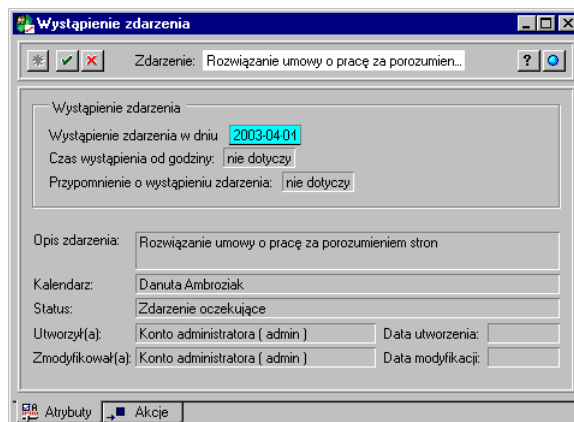 Wystąpienie zdarzenia
Zdarzenie: Rozwiązanie umowy o pracę za porozumien... ?
Wystąpienie zdarzenia
Wystąpienie zdarzenia w dniu 2003-04-01
Czas wystąpienia od godziny: nie dotyczy
Przypomnienie o wystąpieniu zdarzenia: nie dotyczy
Opis zdarzenia: Rozwiązanie umowy o pracę za porozumieniem stron
Kalendarz: Danuta Ambroziak
Status: Zdarzenie oczekujące
Utworzył(a): Konto administratora ( admin ) Data utworzenia:
Zmodyfikował(a): Konto administratora ( admin ) Data modyfikacji:
Atrybuty Akcje